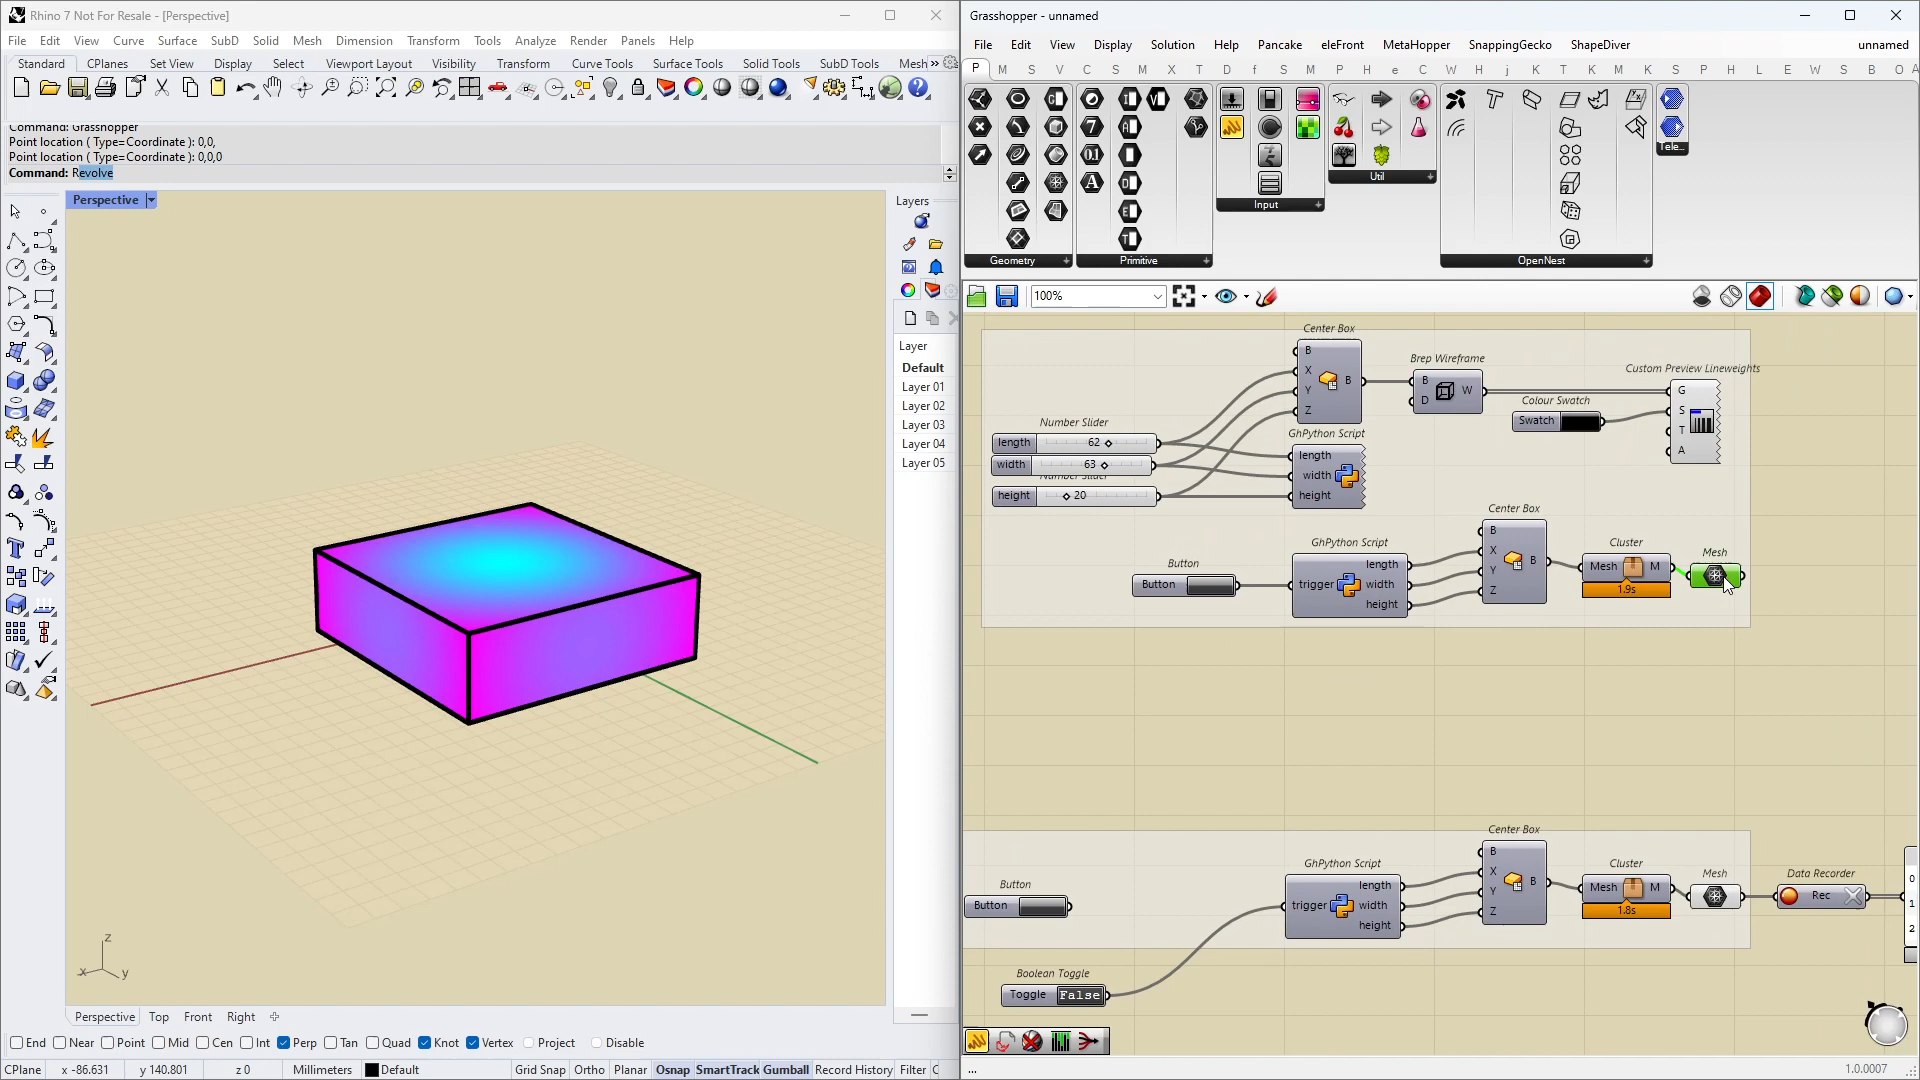 Rhino 7 Not For Resale - [Perspective]
File Edit View Curve Surface SubD Solid Mesh Dimension Transform Tools Analyze Render Panels Help
Standard CPlanes Set View Display Select Viewport Layout Visibility Transform Curve Tools Surface Tools Solid Tools SubD Tools Mesh »
Command: Grasshopper
Point location ( Type=Coordinate ): 0,0,
Point location ( Type=Coordinate ): 0,0,0
Command: Revolve
Perspective
Layers
Layer
Default
Layer 01
Layer 02
Layer 03
Layer 04
Layer 05
z
x
y
Perspective Top Front Right
End Near Point Mid Cen Int Perp Tan Quad Knot Vertex Project Disable
CPlane x -86.631 y 140.801 z 0 Millimeters Default Grid Snap Ortho Planar Osnap SmartTrack Gumball Record History Filter C
Grasshopper - unnamed
File Edit View Display Solution Help Pancake eleFront MetaHopper SnappingGecko ShapeDiver unnamed
P M S V C S M X T D f S M P H e C W H j K T K M K S P H L E W S B O A
Geometry
Primitive
Input
Util
OpenNest
Tele...
100%
Center Box
B
X
Y
Z
B
Brep Wireframe
B
D
W
Custom Preview Lineweights
G
S
T
A
Colour Swatch
Swatch
Number Slider
length 62
width 63
Number Slider
height 20
GhPython Script
length
width
height
Button
Button
GhPython Script
trigger
length
width
height
Center Box
B
X
Y
Z
B
Cluster
Mesh M
1.9s
Mesh
Button
Button
GhPython Script
trigger
length
width
height
Center Box
B
X
Y
Z
B
Cluster
Mesh M
1.8s
Mesh
Data Recorder
Rec
0
1
2
Boolean Toggle
Toggle False
...
1.0.0007